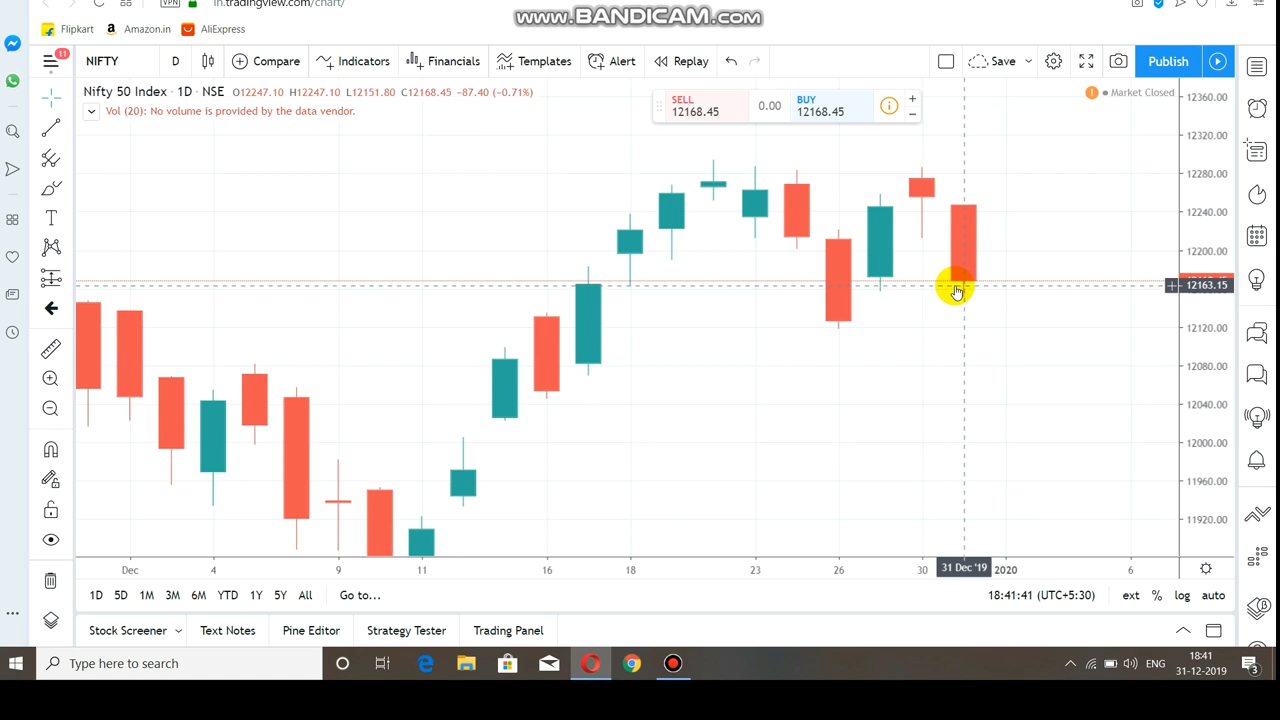 VPN
in.tradingview.com/chart/
www.BANDICAM.com
Flipkart
Amazon.in
AliExpress
11
NIFTY
D
Compare
Indicators
Financials
Templates
Alert
Replay
Save
Publish
Nifty 50 Index • 1D • NSE O12247.10 H12247.10 L12151.80 C12168.45 −87.40 (−0.71%)
Vol (20): No volume is provided by the data vendor.
SELL
12168.45
0.00
BUY
12168.45
Market Closed
12360.00
12320.00
12280.00
12240.00
12200.00
12163.15
12120.00
12080.00
12040.00
12000.00
11960.00
11920.00
Dec
4
9
11
16
18
23
26
30
31 Dec '19
2020
6
1D 5D 1M 3M 6M YTD 1Y 5Y All Go to...
18:41:41 (UTC+5:30) ext % log auto
Stock Screener
Text Notes
Pine Editor
Strategy Tester
Trading Panel
Type here to search
ENG
18:41
31-12-2019
3